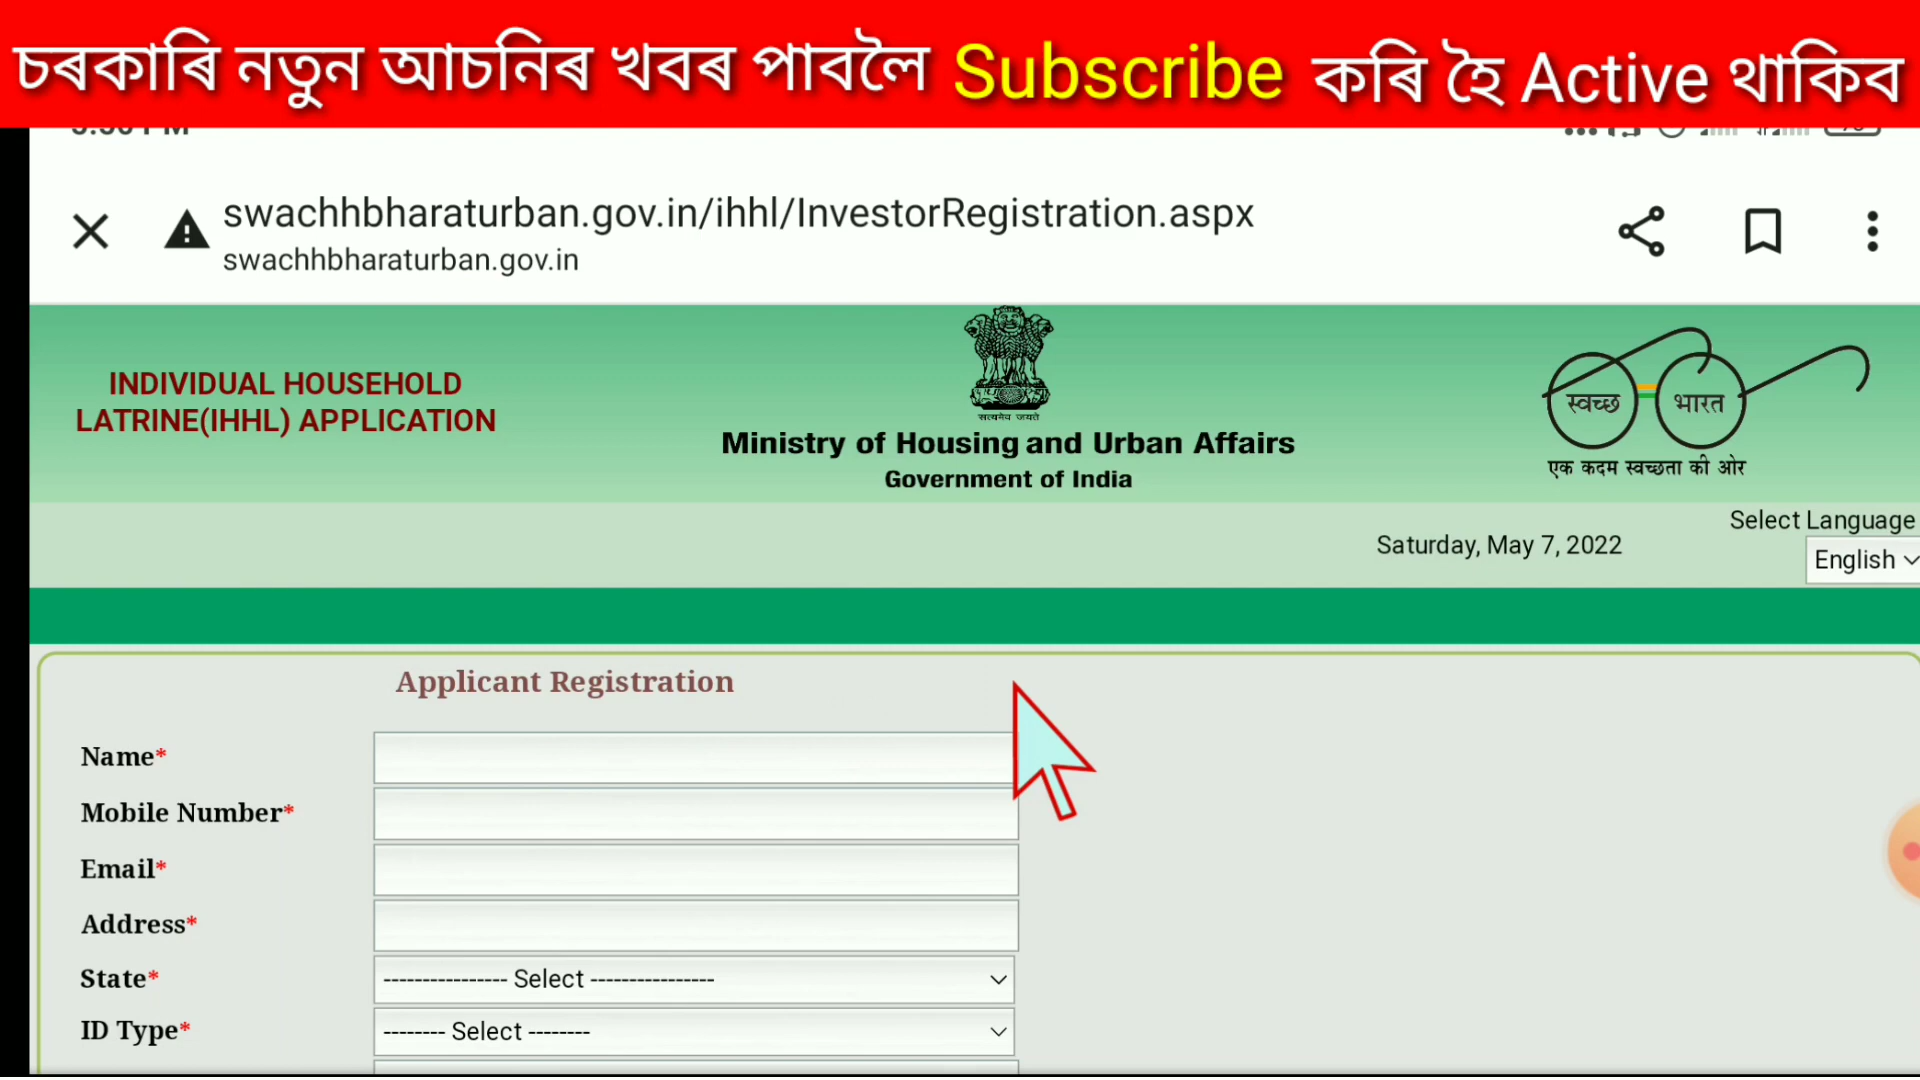 চৰকাৰি নতুন আচনিৰ খবৰ পাবলৈ Subscribe কৰি হৈ Active থাকিব
swachhbharaturban.gov.in/ihhl/InvestorRegistration.aspx
swachhbharaturban.gov.in
INDIVIDUAL HOUSEHOLD
LATRINE(IHHL) APPLICATION
सत्यमेव जयते
Ministry of Housing and Urban Affairs
Government of India
स्वच्छ भारत
एक कदम स्वच्छता की ओर
Select Language
Saturday, May 7, 2022
English
Applicant Registration
Name*
Mobile Number*
Email*
Address*
State* ---------------- Select ----------------
ID Type* -------- Select --------